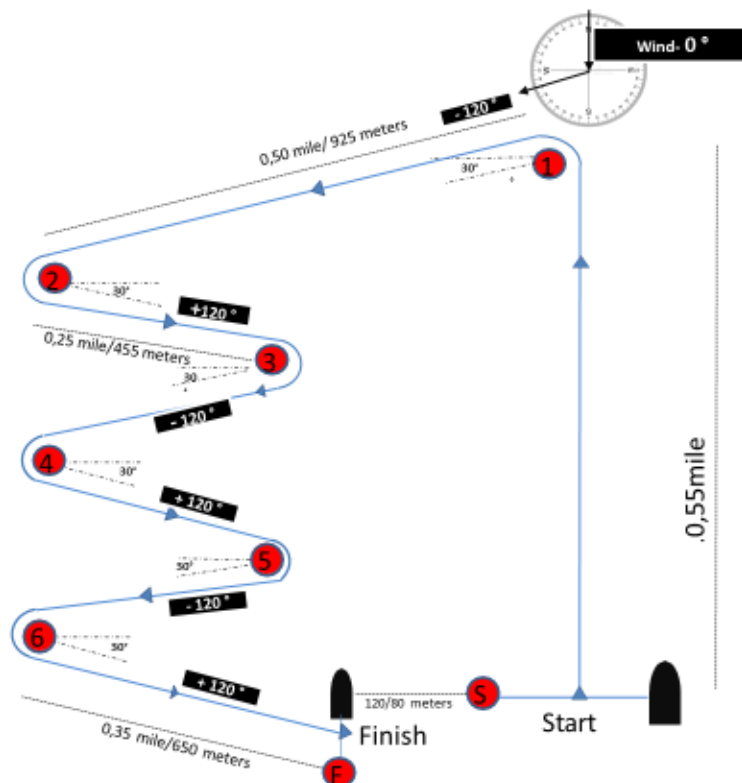 Wind- 0 °
- 120 °
0,50 mile/ 925 meters
1
30°
2
30°
+120 °
0,25 mile/455 meters
3
30
- 120 °
4
30°
+ 120 °
5
30°
- 120 °
6
30°
+ 120 °
0,35 mile/650 meters
120/80 meters
S
Start
Finish
F
.0,55mile